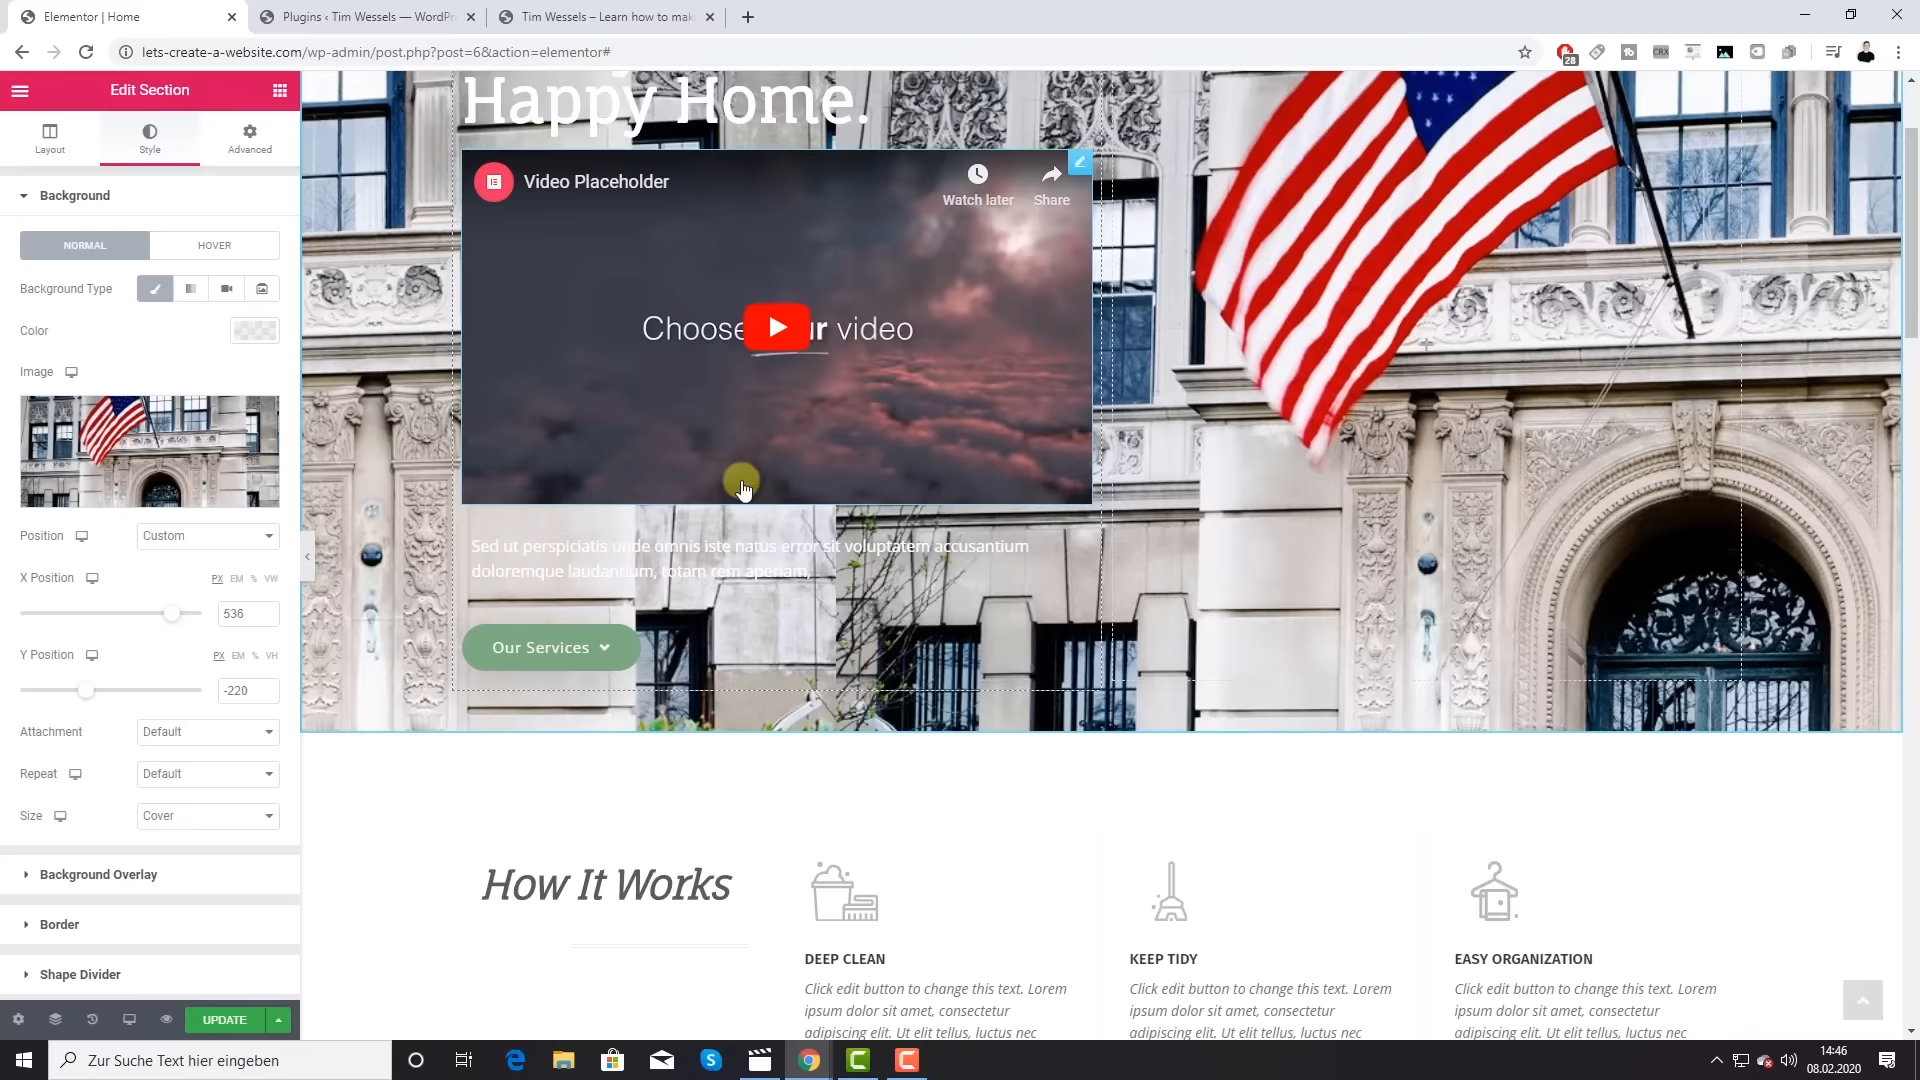 Elementor | Home
Plugins ‹ Tim Wessels — WordPr
Tim Wessels – Learn how to mak
lets-create-a-website.com/wp-admin/post.php?post=6&action=elementor#
28
Edit Section
Layout
Style
Advanced
Background
NORMAL
HOVER
Background Type
Color
Image
Position
Custom
X Position
PX EM % VW
536
Y Position
PX EM % VH
-220
Attachment
Default
Repeat
Default
Size
Cover
Background Overlay
Border
Shape Divider
UPDATE
Happy Home.
Video Placeholder
Watch later
Share
Choose ur video
Sed ut perspiciatis unde omnis iste natus error sit voluptatem accusantium
doloremque laudantium, totam rem aperiam,
Our Services
How It Works
DEEP CLEAN
Click edit button to change this text. Lorem
ipsum dolor sit amet, consectetur
adipiscing elit. Ut elit tellus, luctus nec
KEEP TIDY
Click edit button to change this text. Lorem
ipsum dolor sit amet, consectetur
adipiscing elit. Ut elit tellus, luctus nec
EASY ORGANIZATION
Click edit button to change this text. Lorem
ipsum dolor sit amet, consectetur
adipiscing elit. Ut elit tellus, luctus nec
Zur Suche Text hier eingeben
14:46
08.02.2020